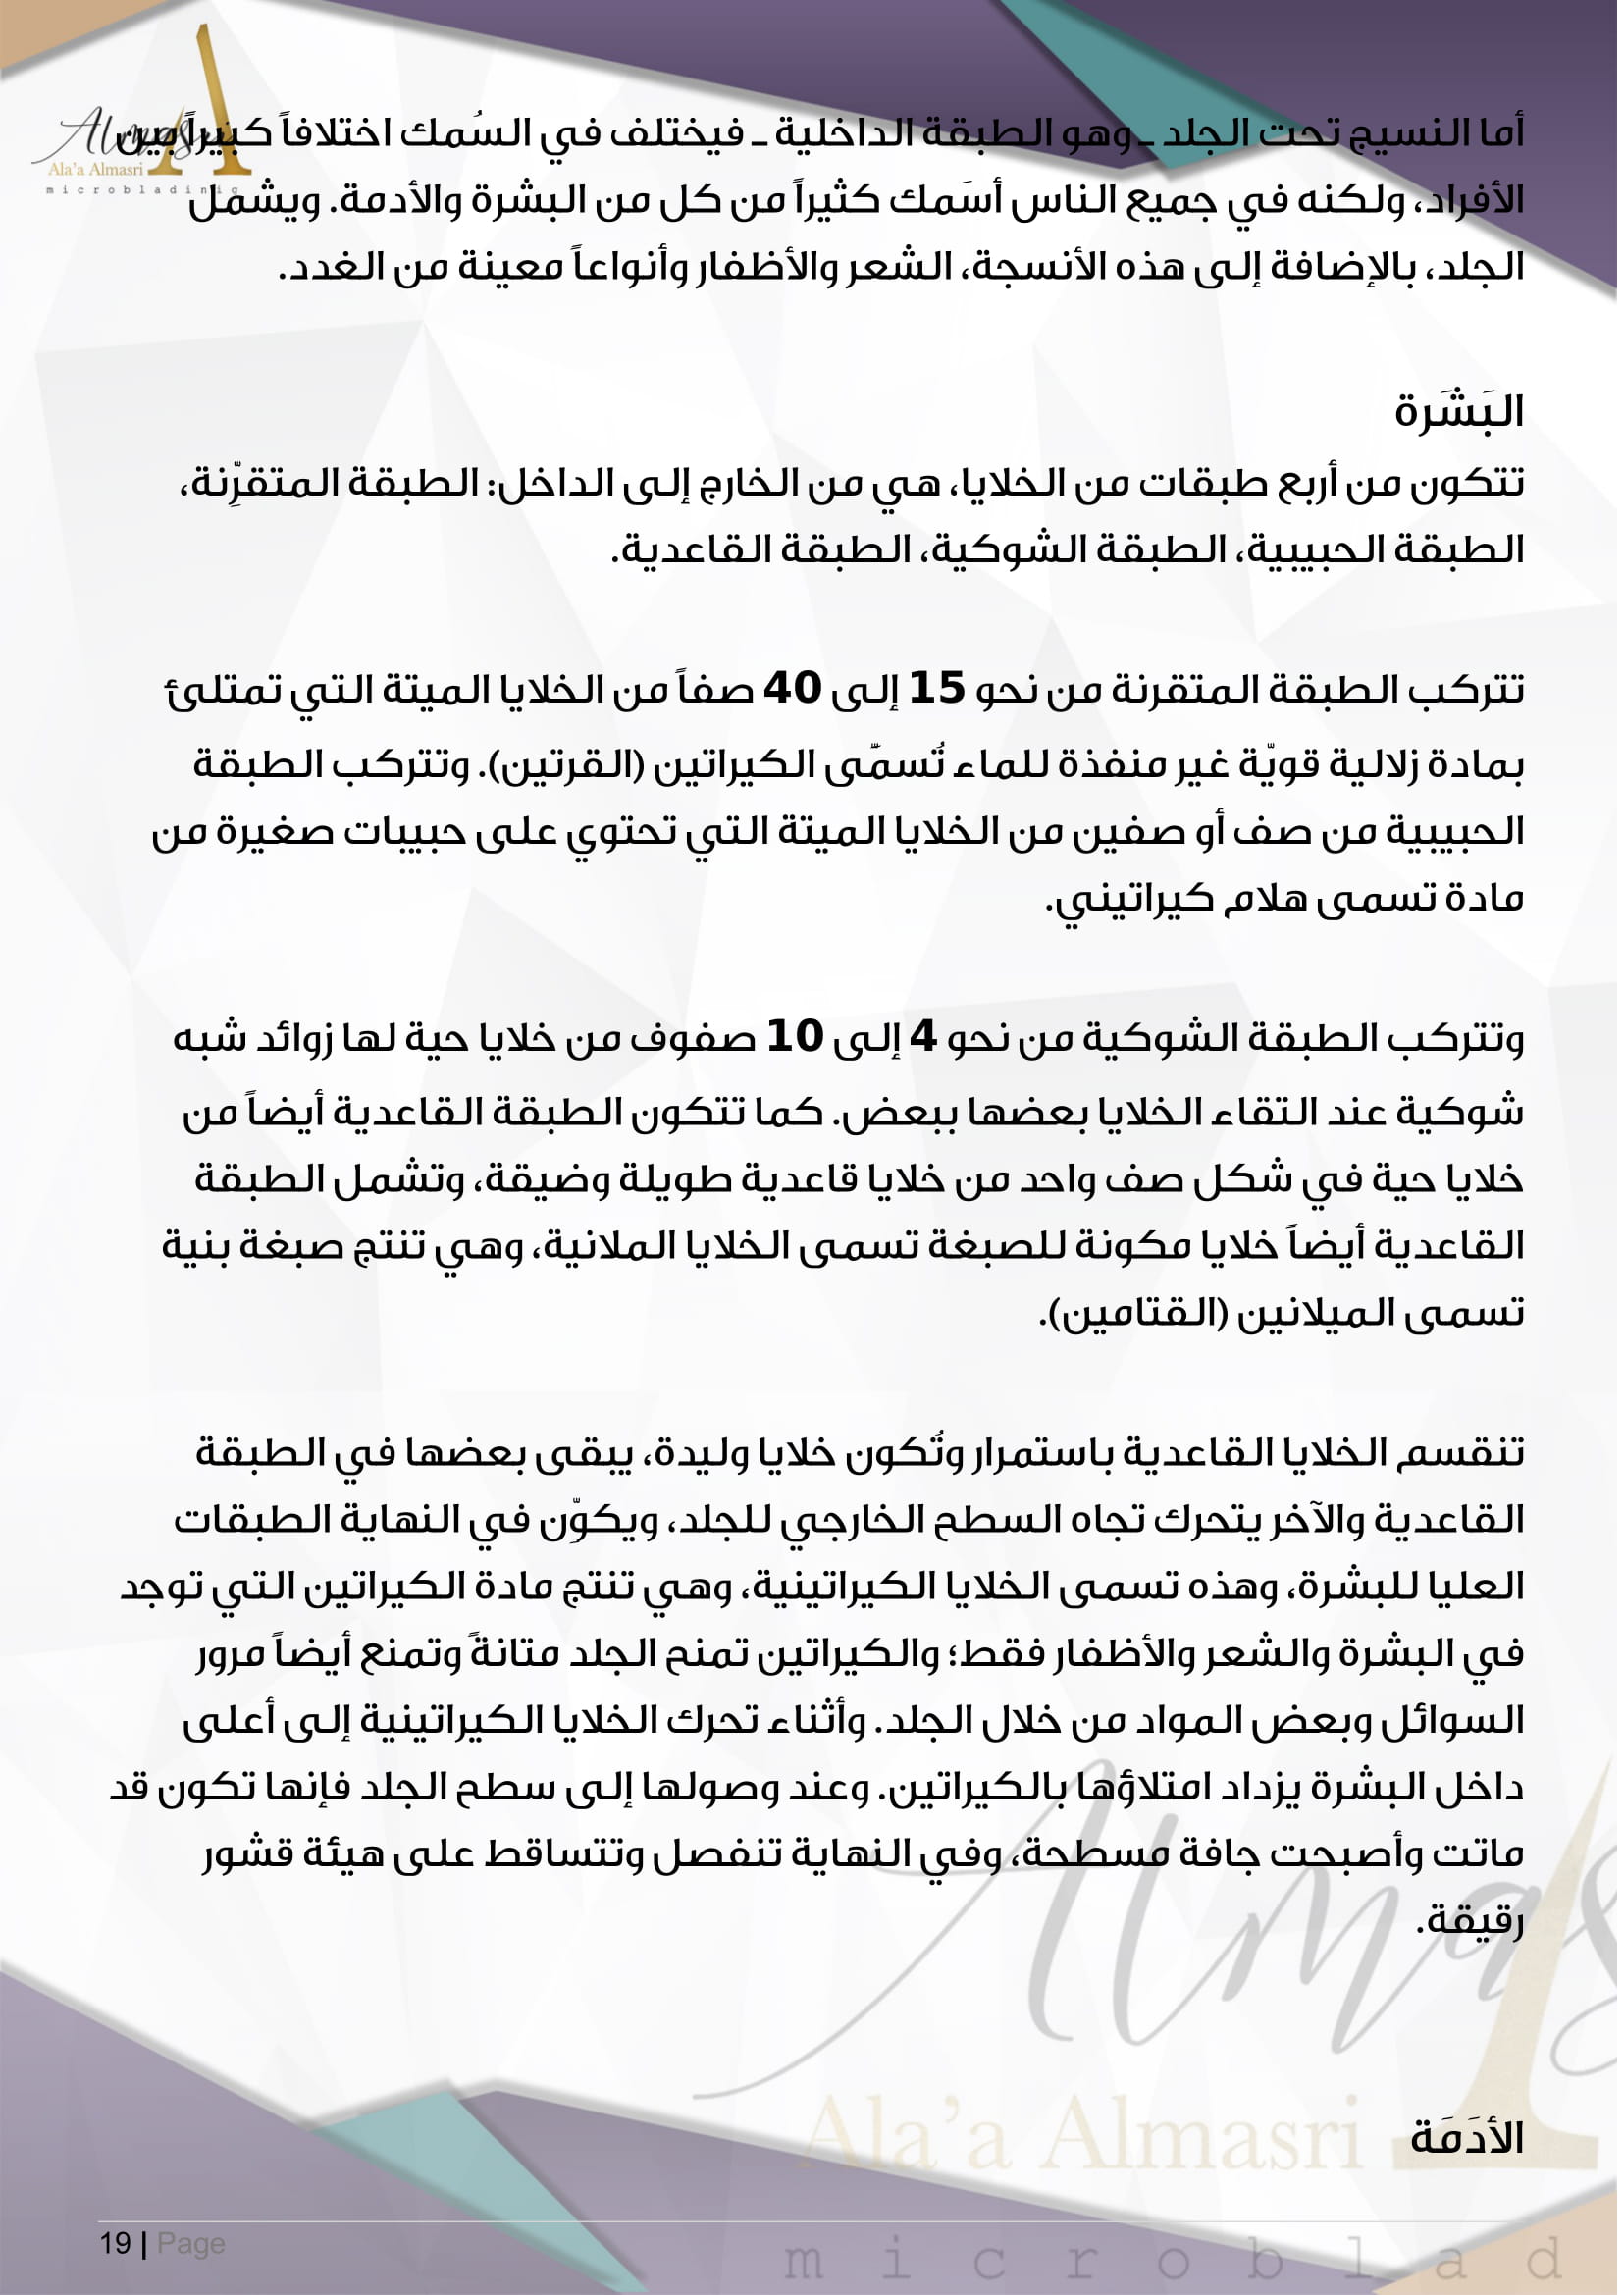 أما النسيج تحت الجلد ـ وهو الطبقة الداخلية ـ فيختلف في السُمك اختلافاً كبيراً بين
الأفراد، ولكنه في جميع الناس أسَمك كثيراً من كل من البشرة والأدمة. ويشمل
الجلد، بالإضافة إلى هذه الأنسجة، الشعر والأظفار وأنواعاً معينة من الغدد.
البَشَرة
تتكون من أربع طبقات من الخلايا، هي من الخارج إلى الداخل: الطبقة المتقرِّنة،
الطبقة الحبيبية، الطبقة الشوكية، الطبقة القاعدية.
تتركب الطبقة المتقرنة من نحو 15 إلى 40 صفاً من الخلايا الميتة التي تمتلئ
بمادة زلالية قويّة غير منفذة للماء تُسمَّى الكيراتين (القرتين). وتتركب الطبقة
الحبيبية من صف أو صفين من الخلايا الميتة التي تحتوي على حبيبات صغيرة من
مادة تسمى هلام كيراتيني.
وتتركب الطبقة الشوكية من نحو 4 إلى 10 صفوف من خلايا حية لها زوائد شبه
شوكية عند التقاء الخلايا بعضها ببعض. كما تتكون الطبقة القاعدية أيضاً من
خلايا حية في شكل صف واحد من خلايا قاعدية طويلة وضيقة، وتشمل الطبقة
القاعدية أيضاً خلايا مكونة للصبغة تسمى الخلايا الملانية، وهي تنتج صبغة بنية
تسمى الميلانين (القتامين).
تنقسم الخلايا القاعدية باستمرار وتُكون خلايا وليدة، يبقى بعضها في الطبقة
القاعدية والآخر يتحرك تجاه السطح الخارجي للجلد، ويكوِّن في النهاية الطبقات
العليا للبشرة، وهذه تسمى الخلايا الكيراتينية، وهي تنتج مادة الكيراتين التي توجد
في البشرة والشعر والأظفار فقط؛ والكيراتين تمنح الجلد متانةً وتمنع أيضاً مرور
السوائل وبعض المواد من خلال الجلد. وأثناء تحرك الخلايا الكيراتينية إلى أعلى
داخل البشرة يزداد امتلاؤها بالكيراتين. وعند وصولها إلى سطح الجلد فإنها تكون قد
ماتت وأصبحت جافة مسطحة، وفي النهاية تنفصل وتتساقط على هيئة قشور
رقيقة.
الأدَمَة
19 | Page
Almasri
Ala'a Almasri
microblading
Almas
Ala'a Almasri
microblad